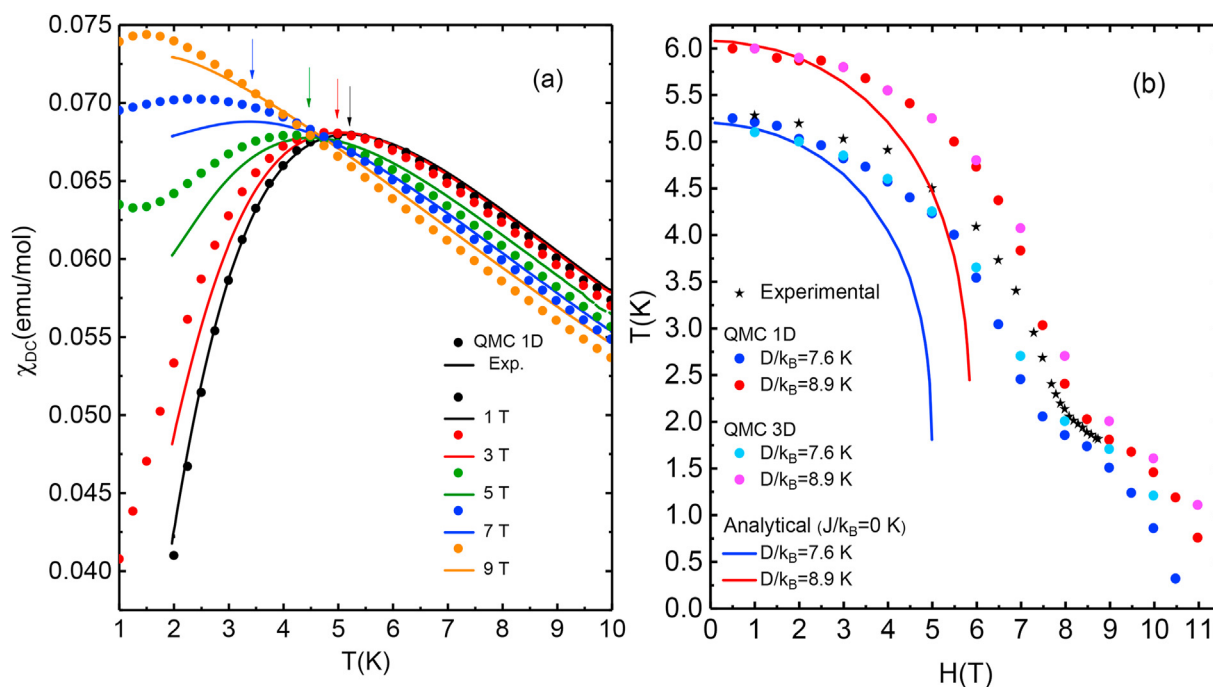 0.075
0.070
0.065
0.060
0.055
0.050
0.045
0.040
χDC(emu/mol)
(a)
QMC 1D
Exp.
1 T
3 T
5 T
7 T
9 T
1 2 3 4 5 6 7 8 9 10
T(K)
6.0
5.5
5.0
4.5
4.0
3.5
3.0
2.5
2.0
1.5
1.0
0.5
0.0
T(K)
(b)
Experimental
QMC 1D
D/kB=7.6 K
D/kB=8.9 K
QMC 3D
D/kB=7.6 K
D/kB=8.9 K
Analytical (J/kB=0 K)
D/kB=7.6 K
D/kB=8.9 K
0 1 2 3 4 5 6 7 8 9 10 11
H(T)